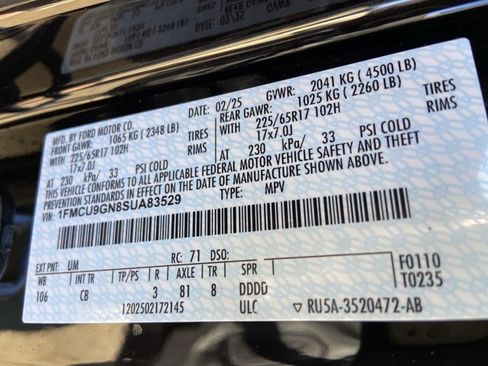 MFD. BY FORD MOTOR CO.
DATE: 02/25 GVWR: 2041 KG ( 4500 LB)
FRONT GAWR: 1065 KG ( 2348 LB) REAR GAWR: 1025 KG ( 2260 LB)
225/65R17 102H TIRES 225/65R17 102H TIRES
17x7.0J RIMS 17x7.0J RIMS
AT 230 kPa/ 33 PSI COLD AT 230 kPa/ 33 PSI COLD
THIS VEHICLE CONFORMS TO ALL APPLICABLE FEDERAL MOTOR VEHICLE SAFETY AND THEFT
PREVENTION STANDARDS IN EFFECT ON THE DATE OF MANUFACTURE SHOWN ABOVE.
1FMCU9GN8SUA83529 TYPE: MPV
EXT PNT: UM RC: 71 DSO: F0110
WB INT TR TP/PS R AXLE TR SPR T0235
106 CB 3 81 8 DDDD
1202502172145 ULC ▽ RU5A-3520472-AB